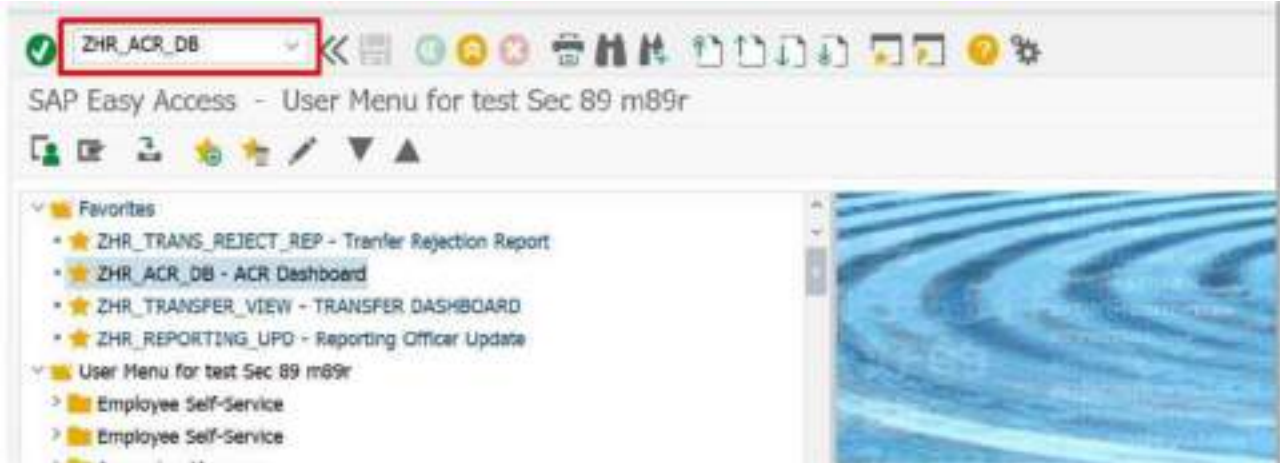 ZHR_ACR_DB
SAP Easy Access - User Menu for test Sec 89 m89r
Favorites
ZHR_TRANS_REJECT_REP - Tranfer Rejection Report
ZHR_ACR_DB - ACR Dashboard
ZHR_TRANSFER_VIEW - TRANSFER DASHBOARD
ZHR_REPORTING_UPD - Reporting Officer Update
User Menu for test Sec 89 m89r
Employee Self-Service
Employee Self-Service